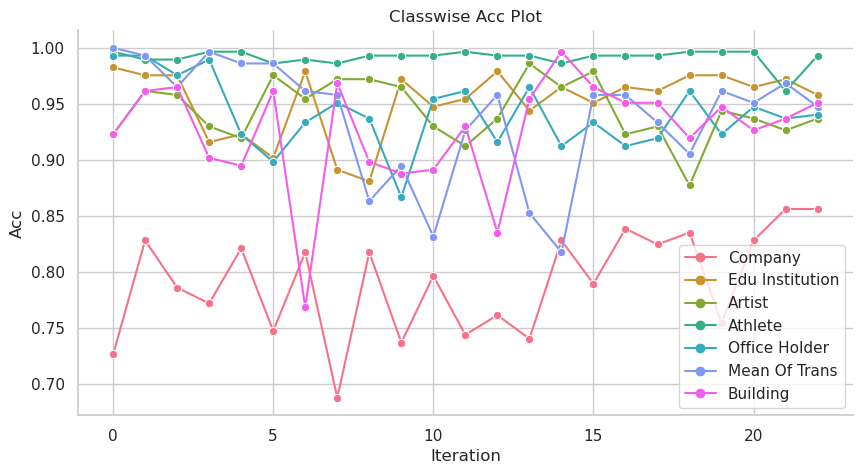 Classwise Acc Plot
1.00
0.95
0.90
0.85
0.80
0.75
0.70
Acc
0
5
10
15
20
Iteration
Company
Edu Institution
Artist
Athlete
Office Holder
Mean Of Trans
Building